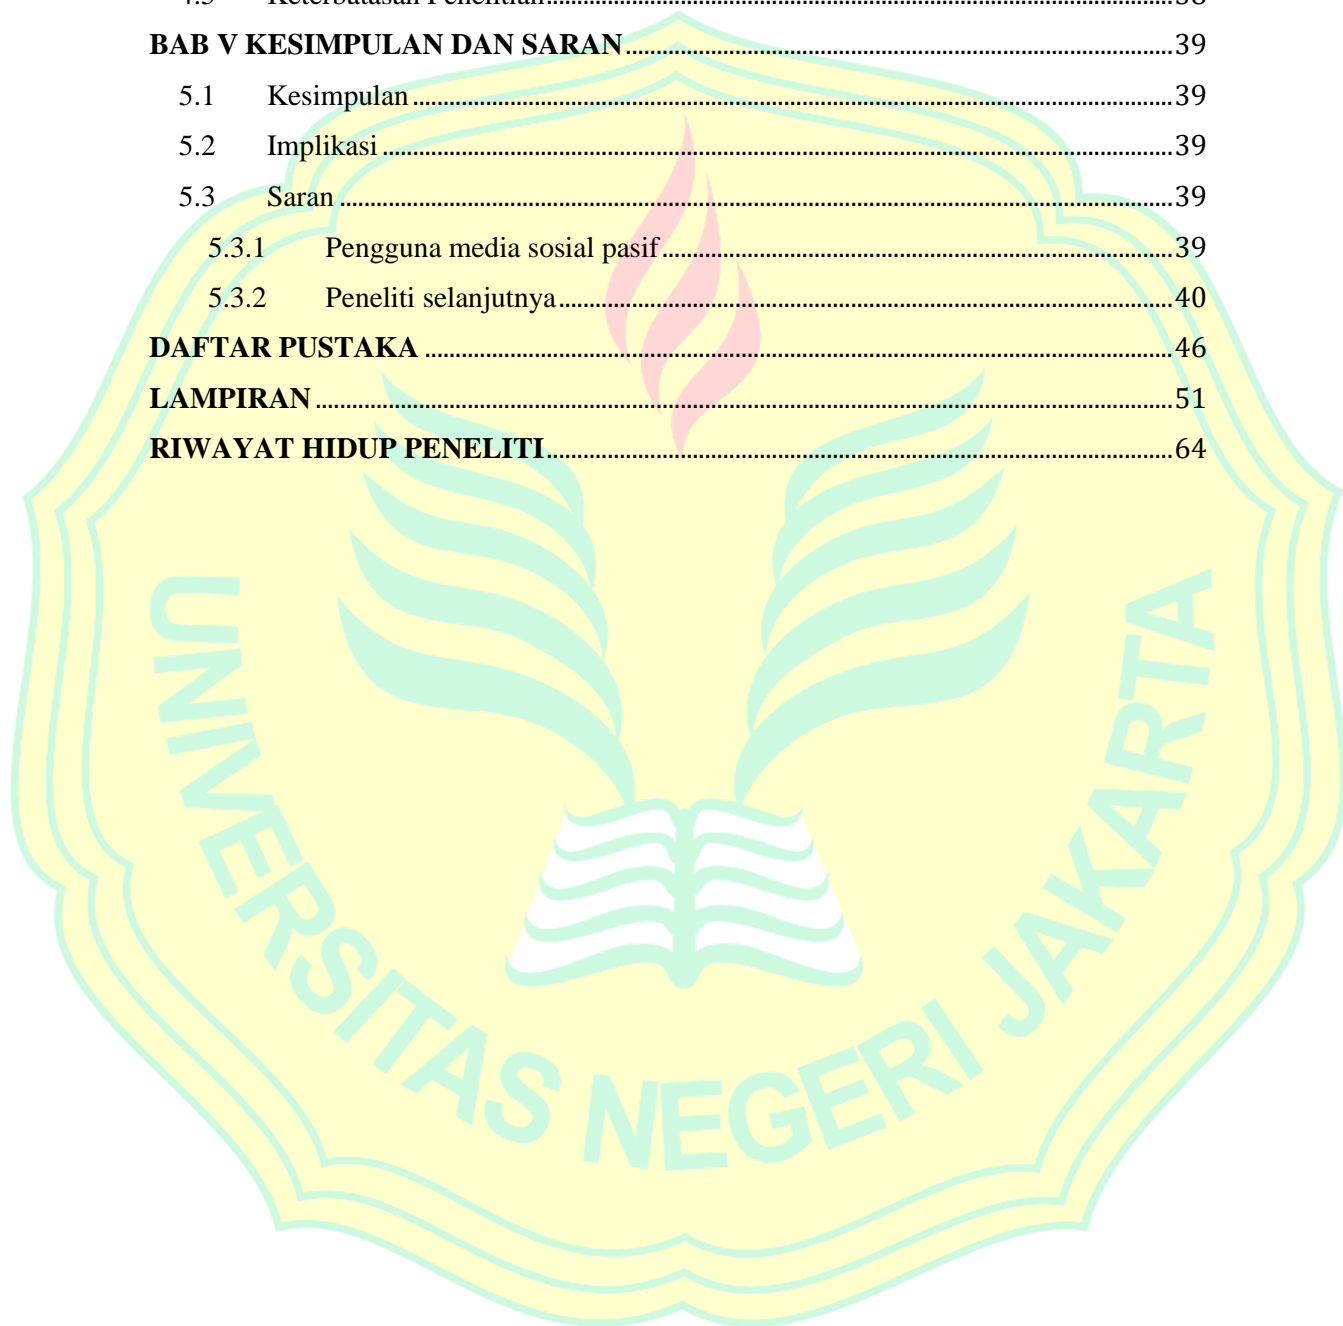 Keterbatasan Penelitian
BAB V KESIMPULAN DAN SARAN 39
5.1 Kesimpulan 39
5.2 Implikasi 39
5.3 Saran 39
5.3.1 Pengguna media sosial pasif 39
5.3.2 Peneliti selanjutnya 40
DAFTAR PUSTAKA 46
LAMPIRAN 51
RIWAYAT HIDUP PENELITI 64
UNIVERSITAS NEGERI JAKARTA